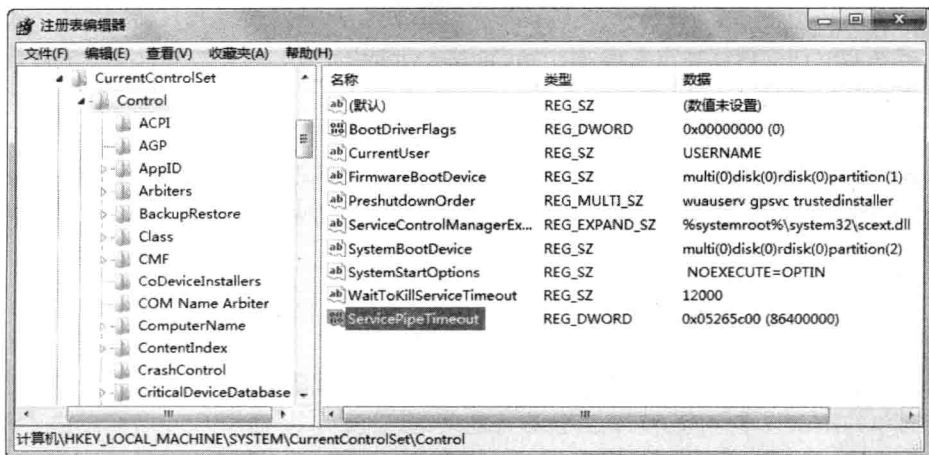 注册表编辑器
文件(F) 编辑(E) 查看(V) 收藏夹(A) 帮助(H)
CurrentControlSet
Control
ACPI
AGP
AppID
Arbiters
BackupRestore
Class
CMF
CoDeviceInstallers
COM Name Arbiter
ComputerName
ContentIndex
CrashControl
CriticalDeviceDatabase
名称 类型 数据
(默认) REG_SZ (数值未设置)
BootDriverFlags REG_DWORD 0x00000000 (0)
CurrentUser REG_SZ USERNAME
FirmwareBootDevice REG_SZ multi(0)disk(0)rdisk(0)partition(1)
PreshutdownOrder REG_MULTI_SZ wuauserv gpsvc trustedinstaller
ServiceControlManagerEx... REG_EXPAND_SZ %systemroot%\system32\scext.dll
SystemBootDevice REG_SZ multi(0)disk(0)rdisk(0)partition(2)
SystemStartOptions REG_SZ NOEXECUTE=OPTIN
WaitToKillServiceTimeout REG_SZ 12000
ServicePipeTimeout REG_DWORD 0x05265c00 (86400000)
计算机\HKEY_LOCAL_MACHINE\SYSTEM\CurrentControlSet\Control